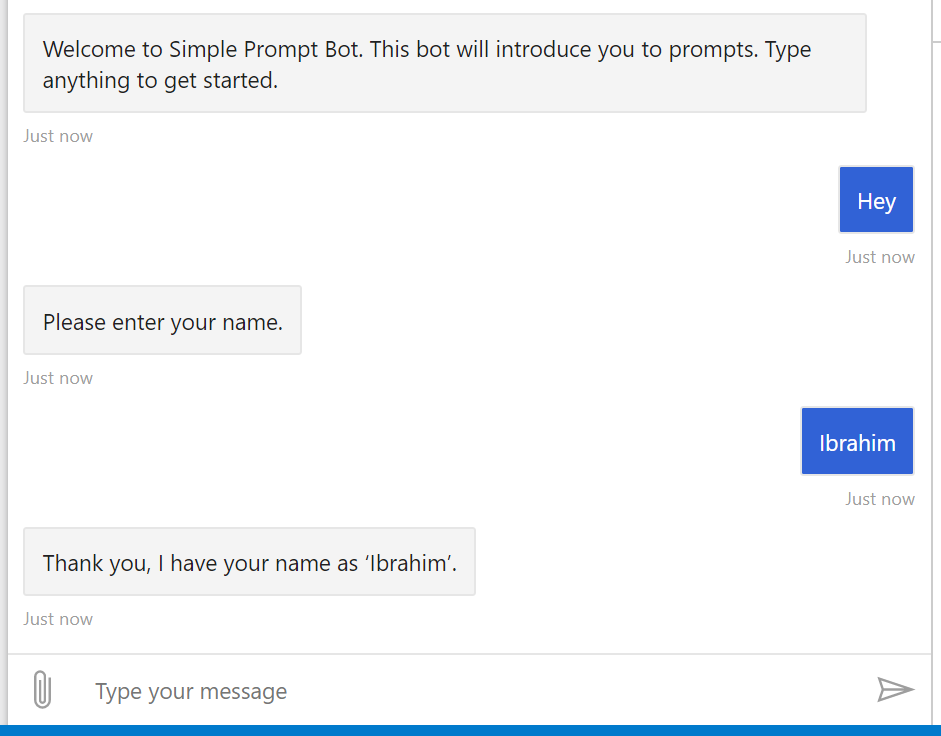 Welcome to Simple Prompt Bot. This bot will introduce you to prompts. Type
anything to get started.
Just now
Hey
Just now
Please enter your name.
Just now
Ibrahim
Just now
Thank you, I have your name as ‘Ibrahim’.
Just now
Type your message